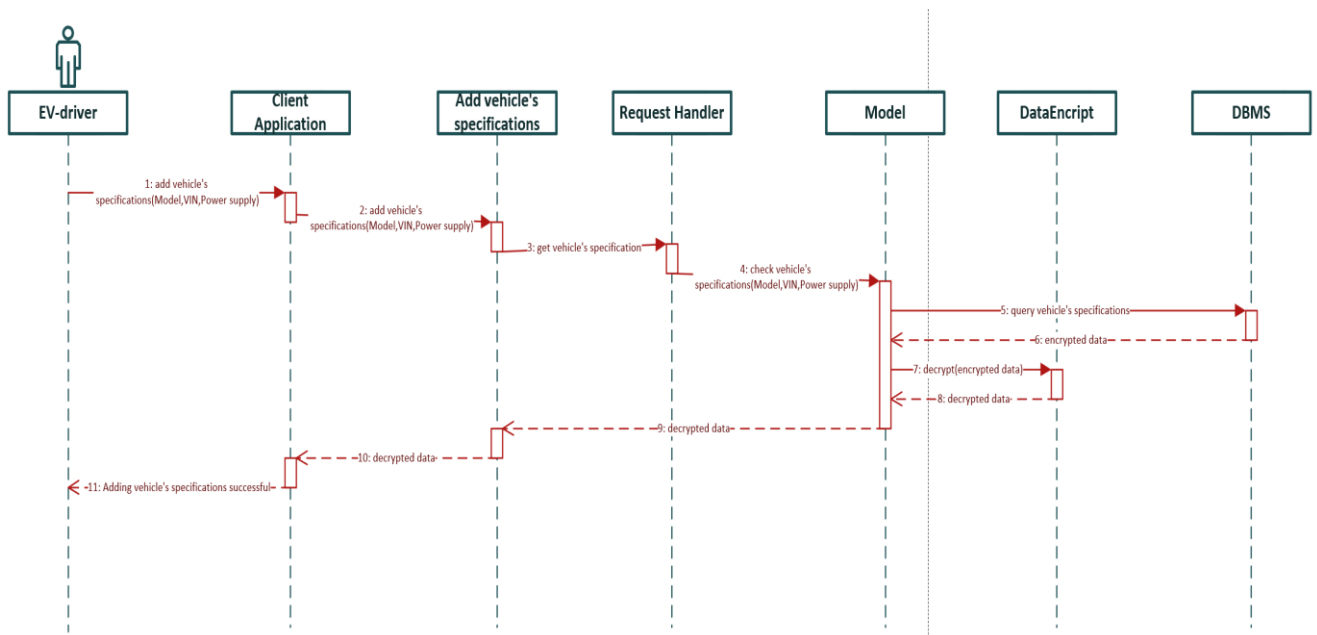 EV-driver
Client
Application
Add vehicle's
specifications
Request Handler
Model
DataEncript
DBMS
1: add vehicle's
specifications(Model,VIN,Power supply)
2: add vehicle's
specifications(Model,VIN,Power supply)
3: get vehicle's specification
4: check vehicle's
specifications(Model,VIN,Power supply)
5: query vehicle's specifications
6: encrypted data
7: decrypt(encrypted data)
8: decrypted data
9: decrypted data
10: decrypted data
11: Adding vehicle's specifications successful